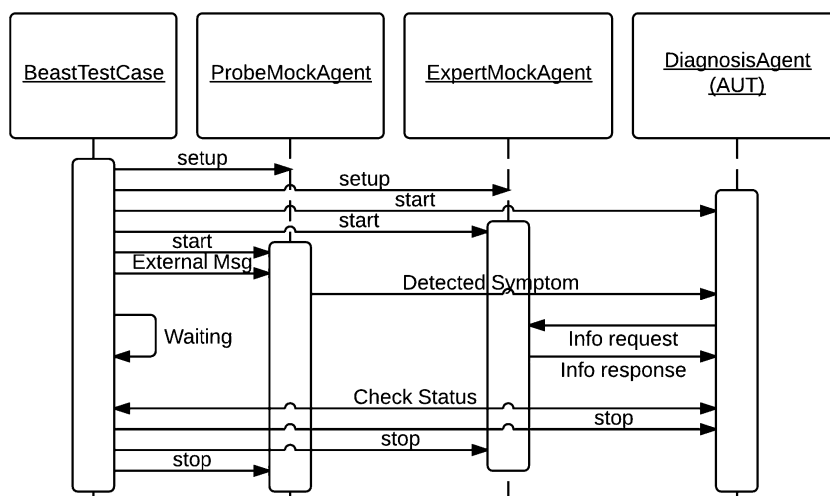 BeastTestCase
ProbeMockAgent
ExpertMockAgent
DiagnosisAgent
(AUT)
setup
setup
start
start
start
External Msg
Detected Symptom
Waiting
Info request
Info response
Check Status
stop
stop
stop